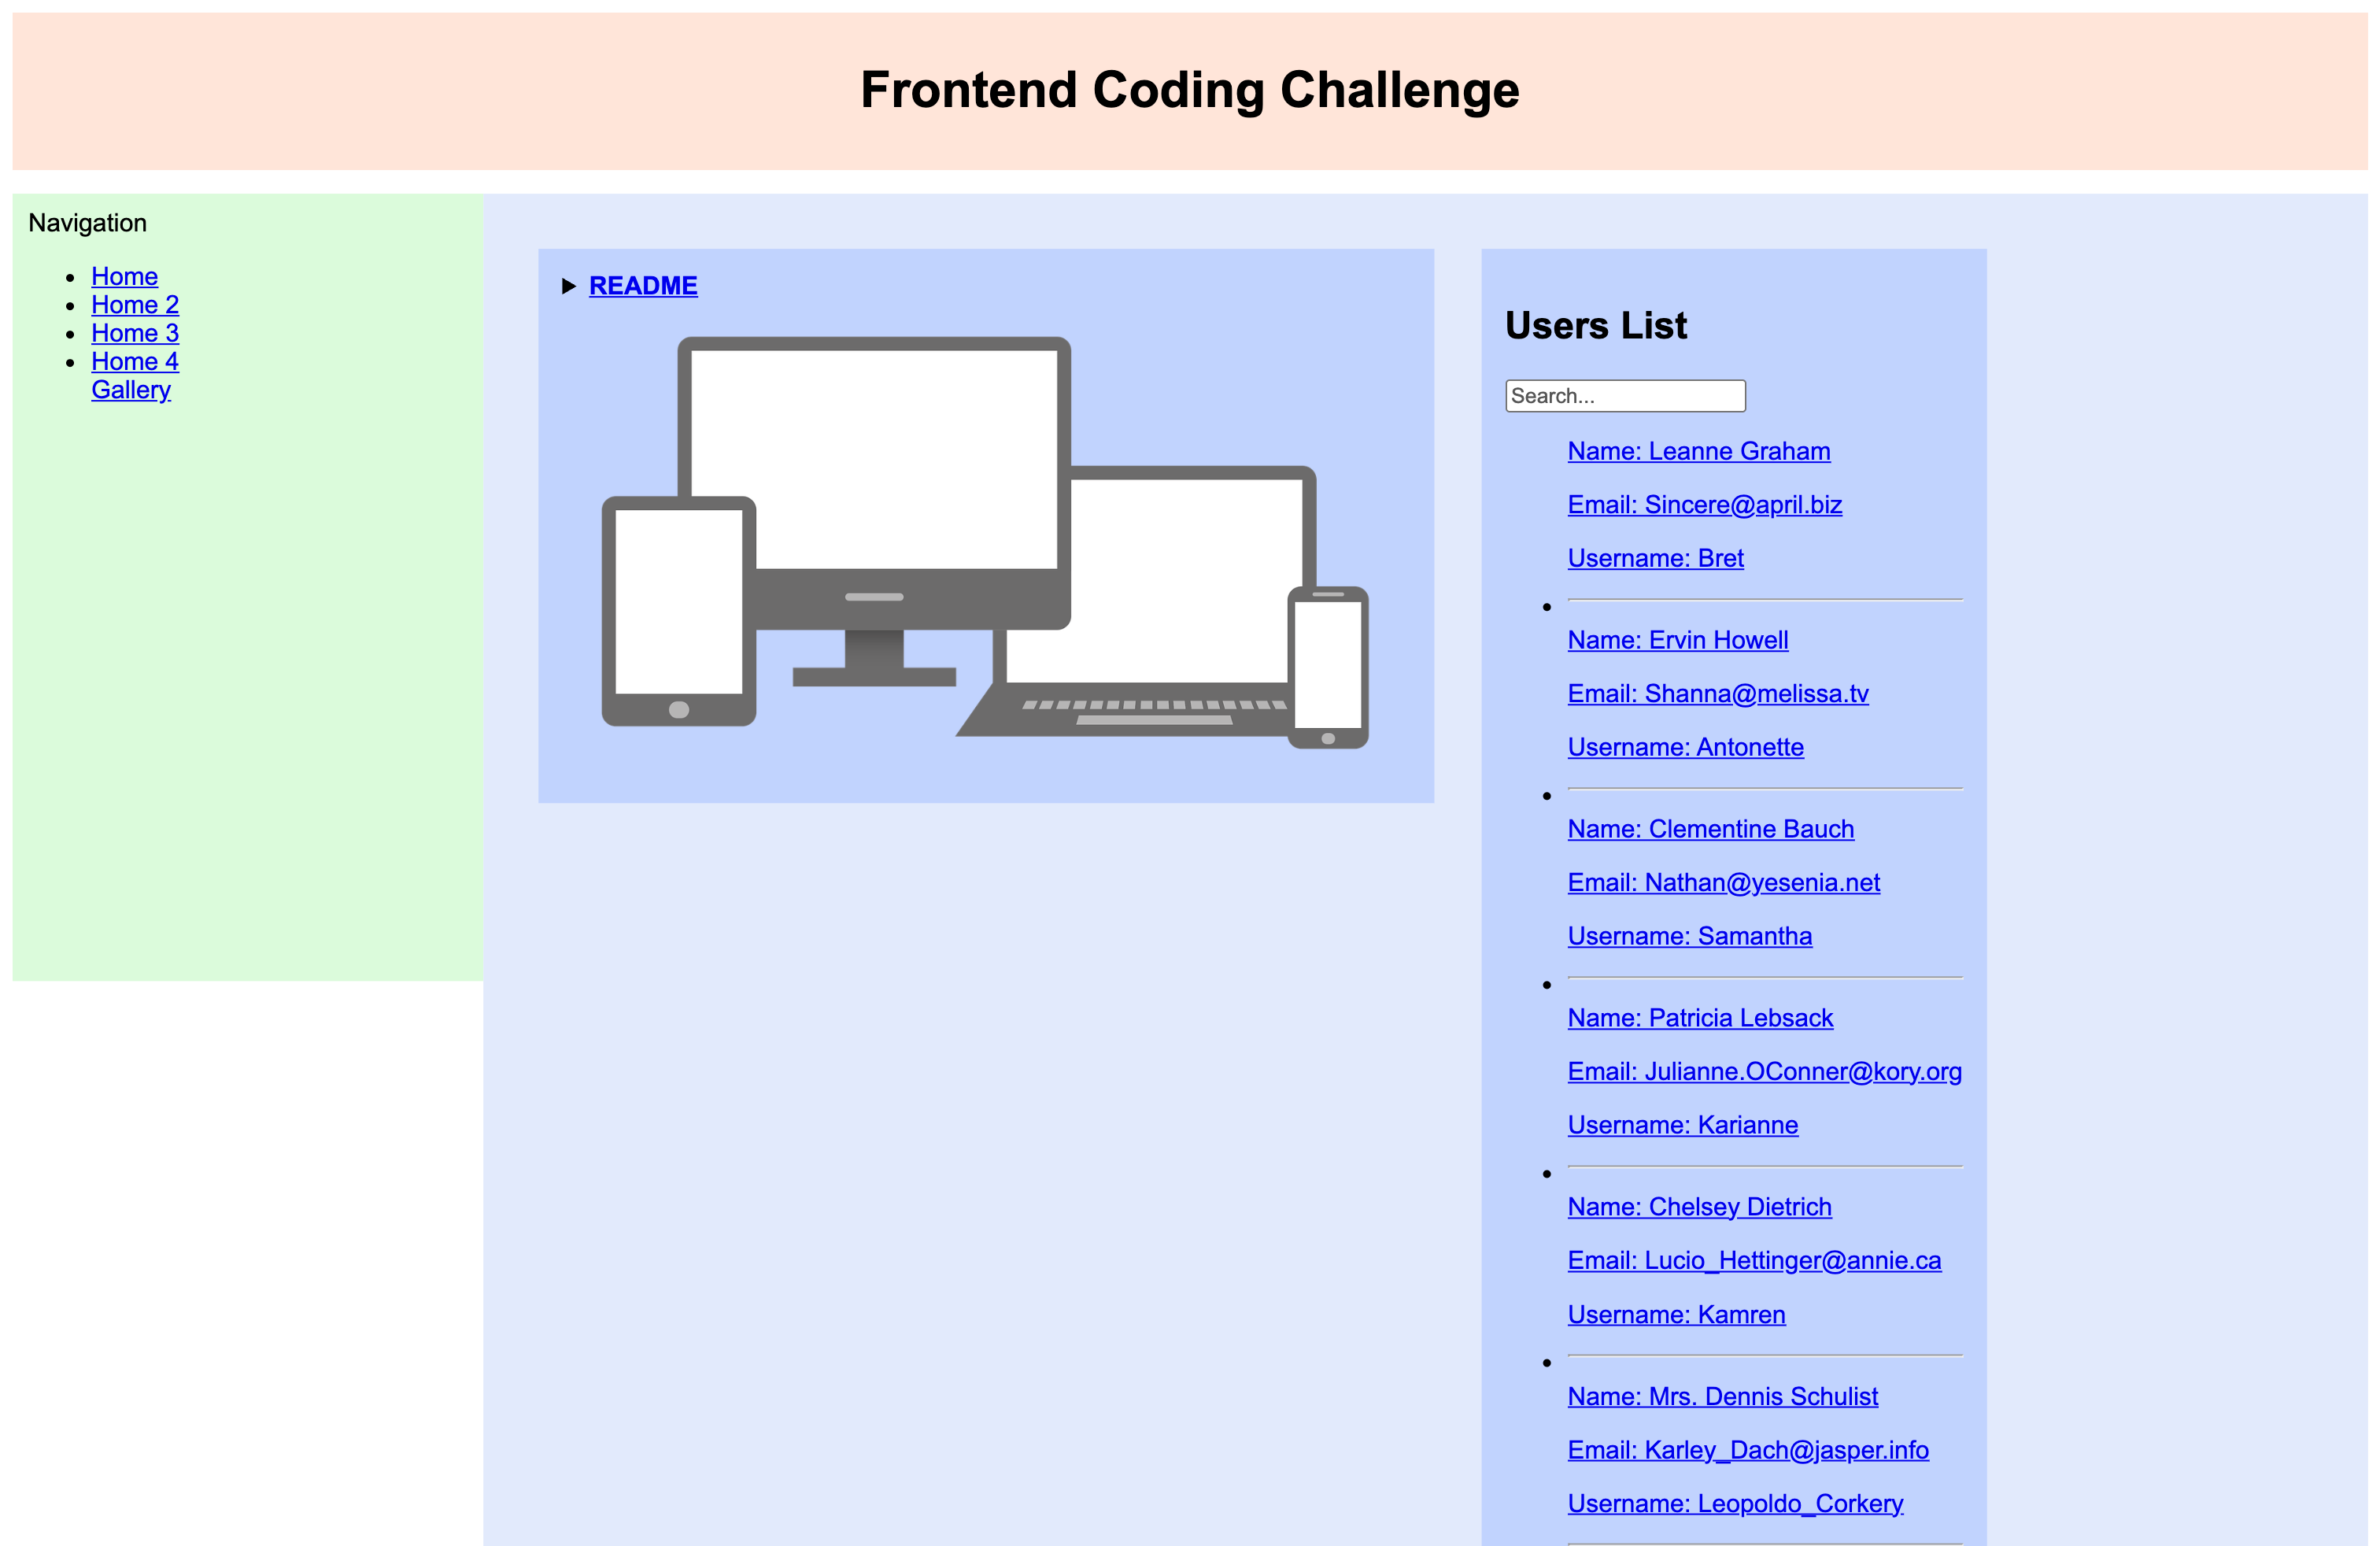 Frontend Coding Challenge
Navigation
Home
Home 2
Home 3
Home 4
Gallery
README
Users List
Search...
Name: Leanne Graham
Email: Sincere@april.biz
Username: Bret
Name: Ervin Howell
Email: Shanna@melissa.tv
Username: Antonette
Name: Clementine Bauch
Email: Nathan@yesenia.net
Username: Samantha
Name: Patricia Lebsack
Email: Julianne.OConner@kory.org
Username: Karianne
Name: Chelsey Dietrich
Email: Lucio_Hettinger@annie.ca
Username: Kamren
Name: Mrs. Dennis Schulist
Email: Karley_Dach@jasper.info
Username: Leopoldo_Corkery